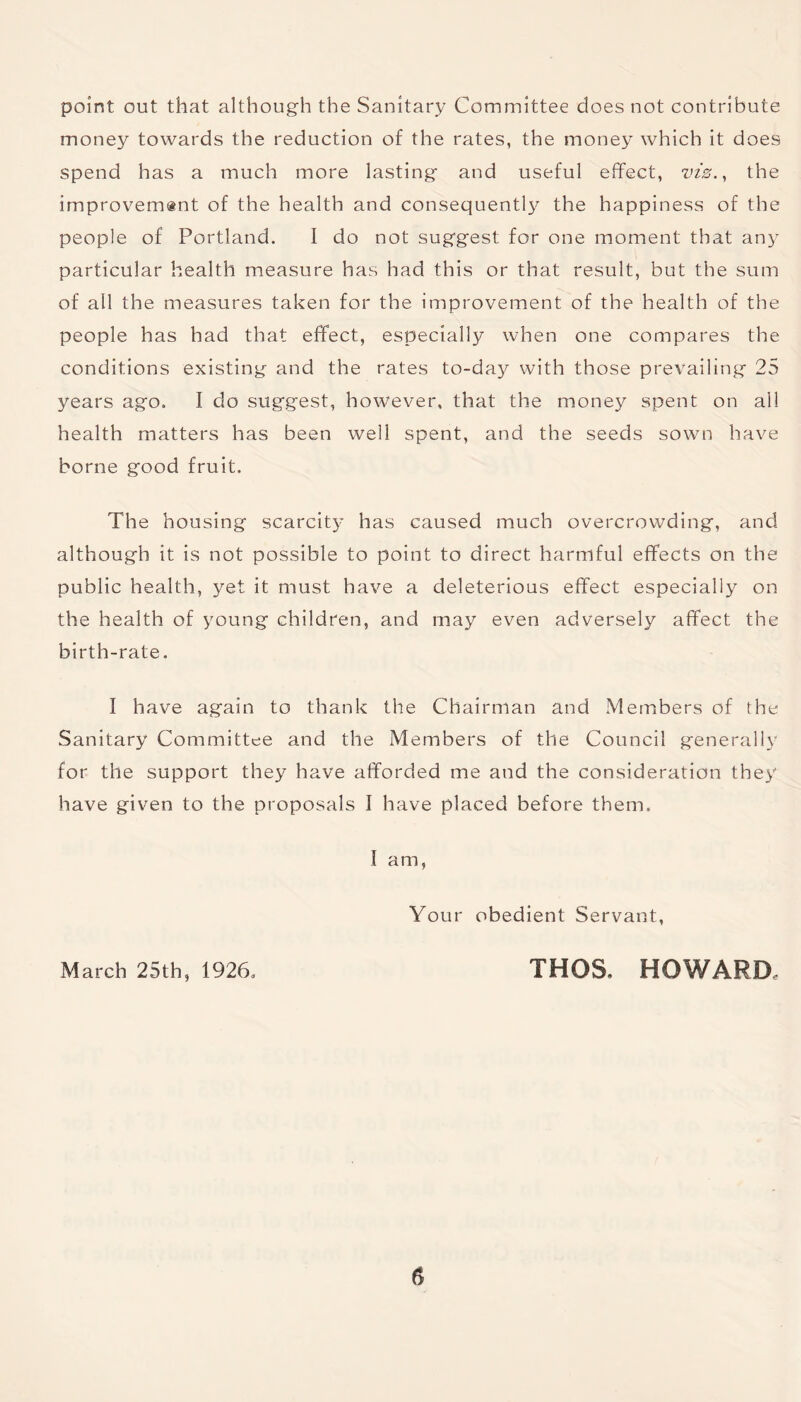 point out that although the Sanitary Committee does not contribute
money towards the reduction of the rates, the money which it does
spend has a much more lasting and useful effect, viz., the
improvement of the health and consequently the happiness of the
people of Portland. I do not suggest for one moment that any
particular health measure has had this or that result, but the sum
of all the measures taken for the improvement of the health of the
people has had that effect, especially when one compares the
conditions existing and the rates to-day with those prevailing 25
years ago. I do suggest, however, that the money spent on all
health matters has been well spent, and the seeds sown have
borne good fruit.
The housing scarcity has caused much overcrowding, and
although it is not possible to point to direct harmful effects on the
public health, yet it must have a deleterious effect especially on
the health of young children, and may even adversely affect the
birth-rate.
I have again to thank the Chairman and Members of the
Sanitary Committee and the Members of the Council generally
for the support they have afforded me and the consideration they
have given to the proposals I have placed before them.
I am,
Your obedient Servant,
March 25th, 1926. THOS. HOWARD.
6